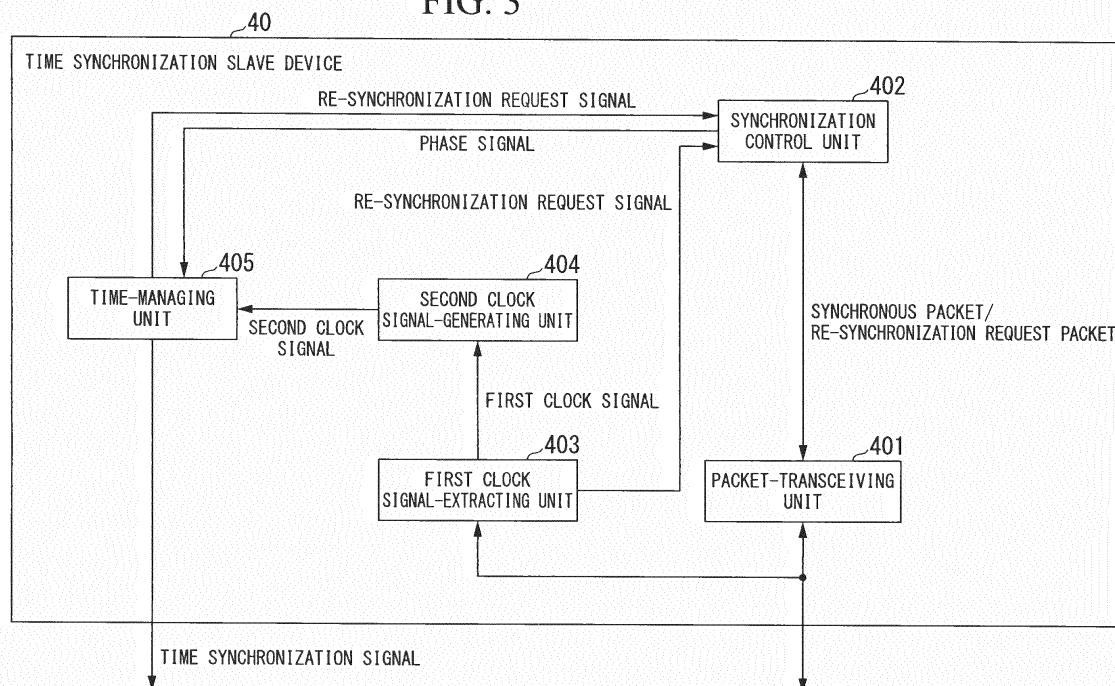 FIG. 3
40
TIME SYNCHRONIZATION SLAVE DEVICE
RE-SYNCHRONIZATION REQUEST SIGNAL
402
SYNCHRONIZATION
CONTROL UNIT
PHASE SIGNAL
RE-SYNCHRONIZATION REQUEST SIGNAL
405
TIME-MANAGING
UNIT
404
SECOND CLOCK
SIGNAL-GENERATING UNIT
SECOND CLOCK
SIGNAL
SYNCHRONOUS PACKET/
RE-SYNCHRONIZATION REQUEST PACKET
FIRST CLOCK SIGNAL
403
FIRST CLOCK
SIGNAL-EXTRACTING UNIT
401
PACKET-TRANSCEIVING
UNIT
TIME SYNCHRONIZATION SIGNAL